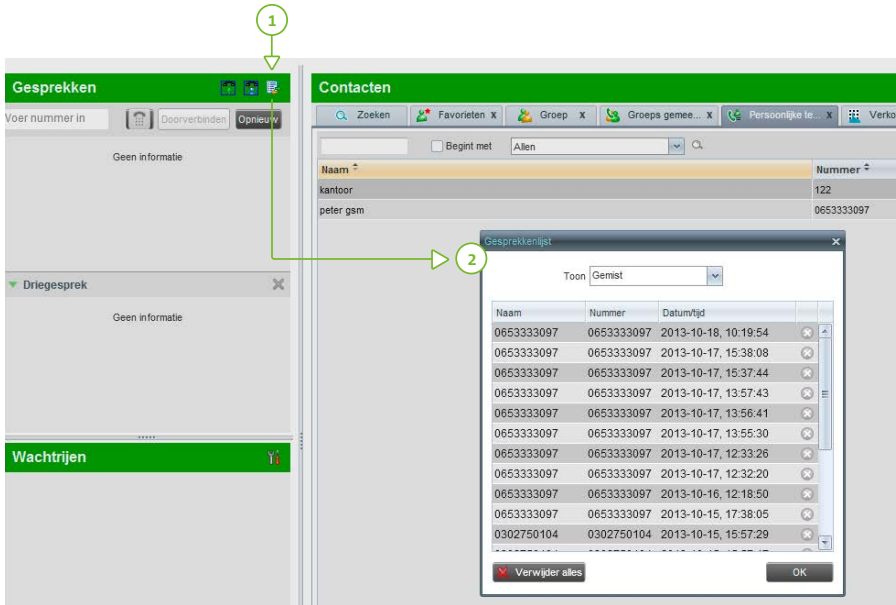 1
Gesprekken
Voer nummer in Doorverbinden Opnieuw
Geen informatie
Driegesprek
Geen informatie
Wachtrijen
Contacten
Zoeken Favorieten x Groep x Groeps gemee... x Persoonlijke te... x Verko
Begint met Allen
Naam Nummer
kantoor 122
peter gsm 0653333097
2
Gesprekkenlijst x
Toon Gemist
Naam Nummer Datum/tijd
0653333097 0653333097 2013-10-18, 10:19:54
0653333097 0653333097 2013-10-17, 15:38:08
0653333097 0653333097 2013-10-17, 15:37:44
0653333097 0653333097 2013-10-17, 13:57:43
0653333097 0653333097 2013-10-17, 13:56:41
0653333097 0653333097 2013-10-17, 13:55:30
0653333097 0653333097 2013-10-17, 12:33:26
0653333097 0653333097 2013-10-17, 12:32:20
0653333097 0653333097 2013-10-16, 12:18:50
0653333097 0653333097 2013-10-15, 17:38:05
0302750104 0302750104 2013-10-15, 15:57:29
Verwijder alles OK